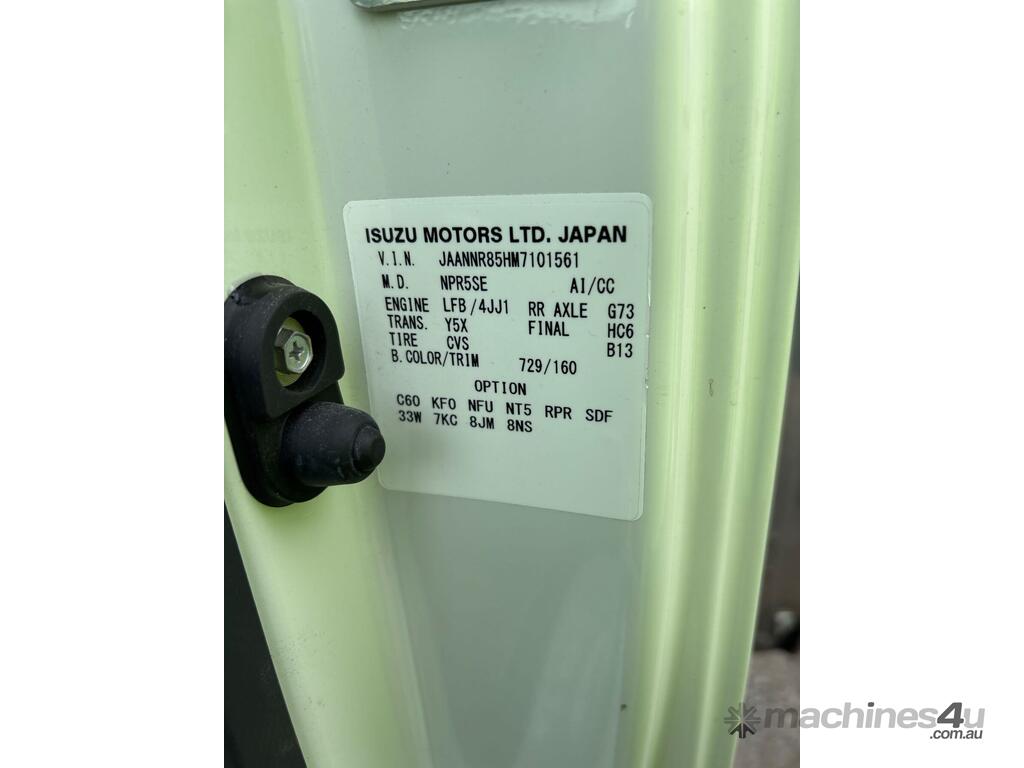 ISUZU MOTORS LTD. JAPAN
V.I.N. JAANNR85HM7101561
M.D. NPR5SE AI/CC
ENGINE LFB/4JJ1 RR AXLE G73
TRANS. Y5X FINAL HC6
TIRE CVS B13
B.COLOR/TRIM 729/160
OPTION
C60 KFO NFU NT5 RPR SDF
33W 7KC 8JM 8NS
machines4u
.com.au